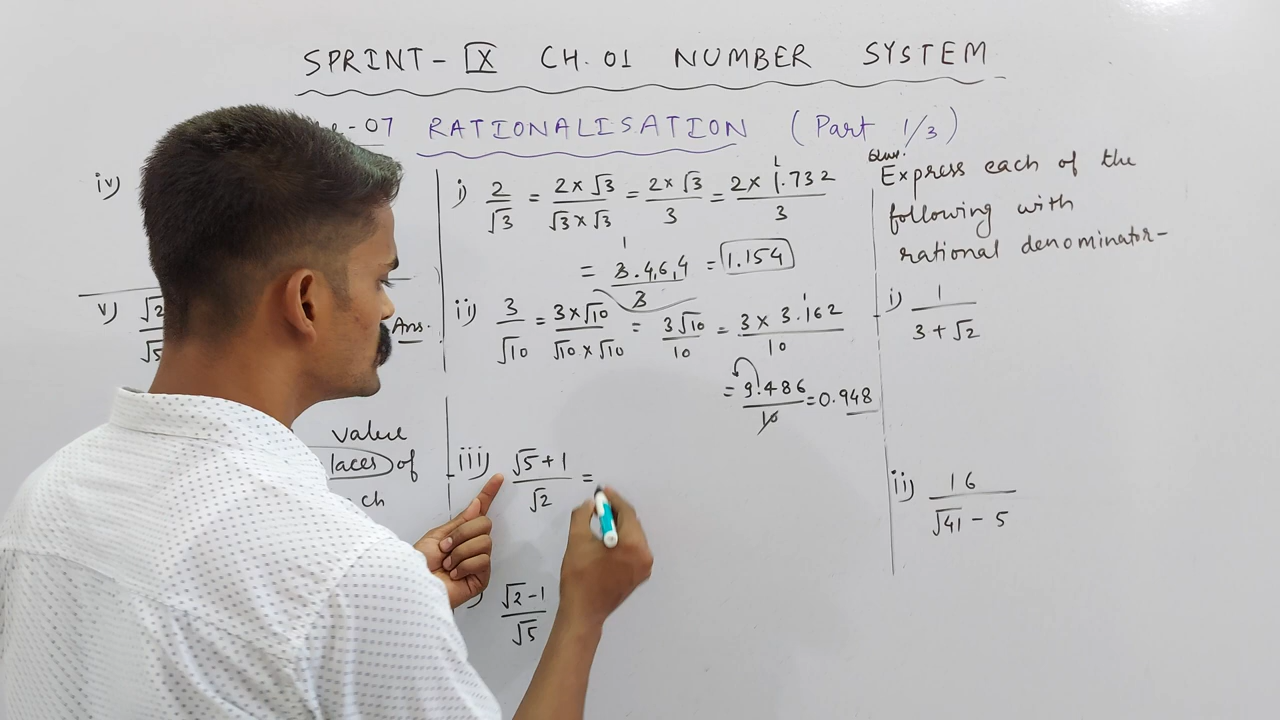 SPRINT-IX CH.01 NUMBER SYSTEM
-07 RATIONALISATION (Part 1/3)
iv)
v) √2/√5
Ans.
value
laces of
ch
i) 2/√3 = 2×√3/√3×√3 = 2×√3/3 = 2×1.732/3
= 3.464/3 = 1.154
ii) 3/√10 = 3×√10/√10×√10 = 3√10/10 = 3×3.162/10
= 9.486/10 = 0.948
iii) √5+1/√2 =
√2-1/√5
Express each of the
following with
rational denominator-
i) 1/3+√2
ii) 16/√41-5